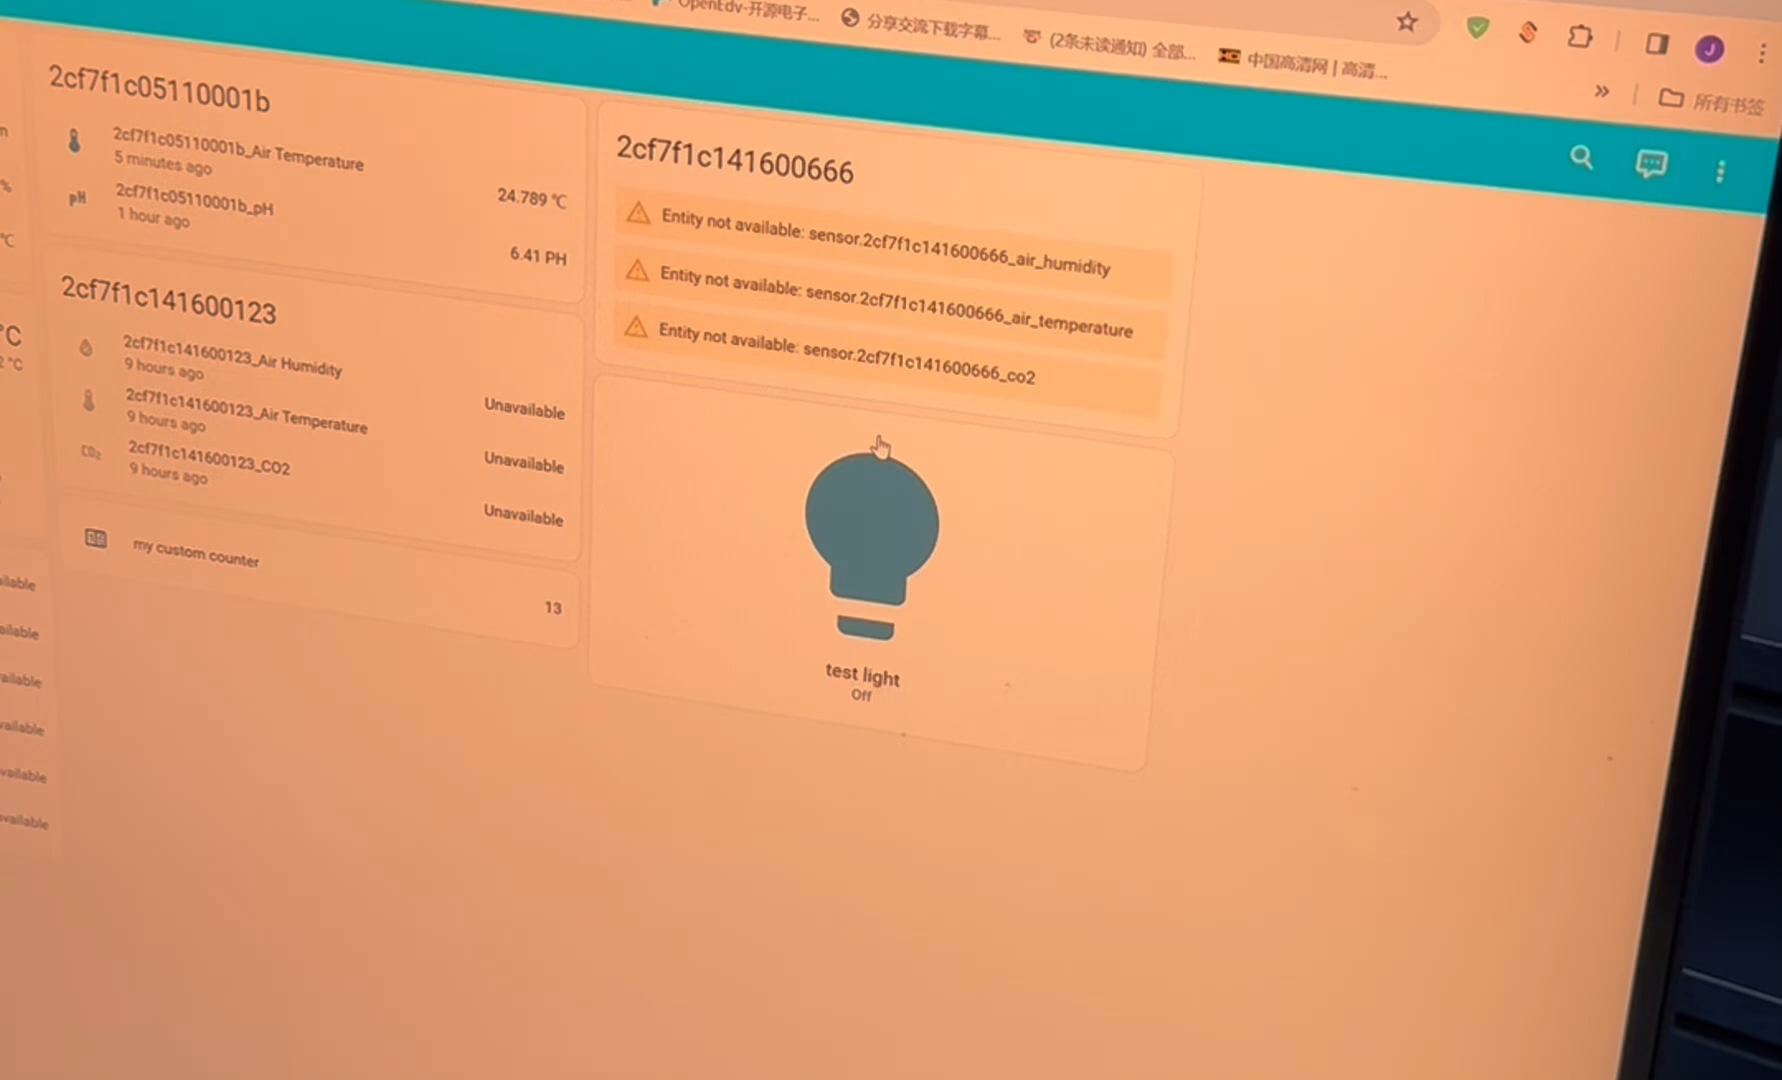 OpenEdv-开源电子...
分享交流下载字幕...
(2条未读通知) 全部...
中国高清网 | 高清...
J
所有书签
2cf7f1c05110001b
2cf7f1c05110001b_Air Temperature
5 minutes ago
24.789 °C
pH
2cf7f1c05110001b_pH
1 hour ago
6.41 PH
2cf7f1c141600123
2cf7f1c141600123_Air Humidity
9 hours ago
Unavailable
2cf7f1c141600123_Air Temperature
9 hours ago
Unavailable
CO₂
2cf7f1c141600123_CO2
9 hours ago
Unavailable
my custom counter
13
2cf7f1c141600666
Entity not available: sensor.2cf7f1c141600666_air_humidity
Entity not available: sensor.2cf7f1c141600666_air_temperature
Entity not available: sensor.2cf7f1c141600666_co2
test light
Off
%
°C
°C
2 °C